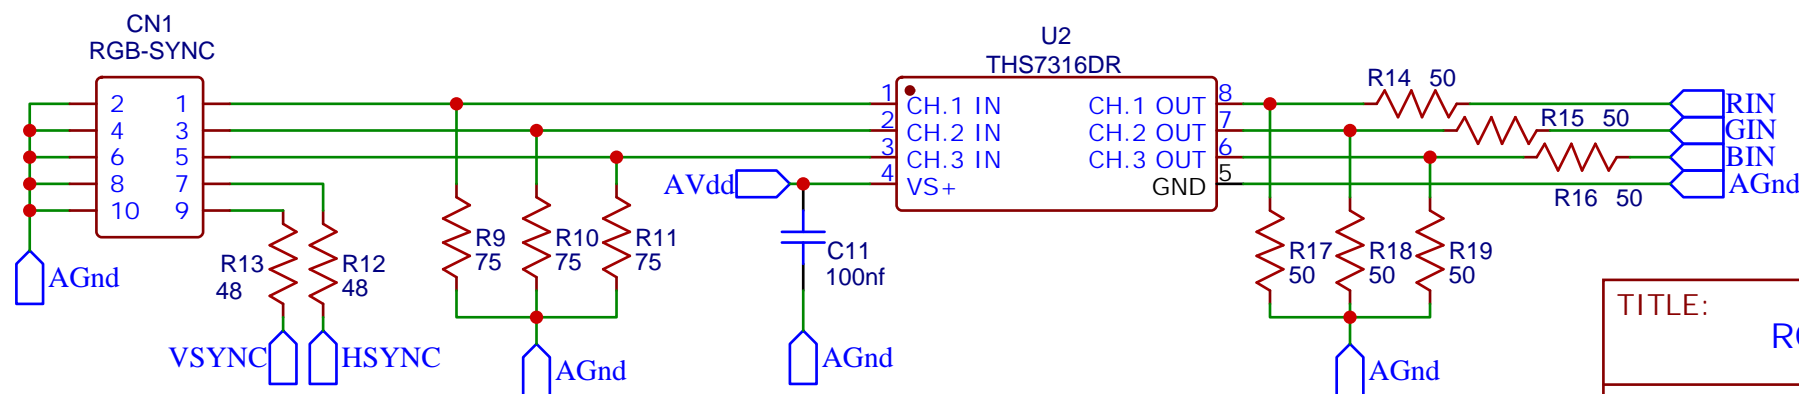 CN1
RGB-SYNC
2 1
4 3
6 5
8 7
10 9
AGnd
R13
48
R12
48
VSYNC
HSYNC
R9
75
R10
75
R11
75
AGnd
AVdd
C11
100nf
AGnd
U2
THS7316DR
1 CH.1 IN CH.1 OUT 8
2 CH.2 IN CH.2 OUT 7
3 CH.3 IN CH.3 OUT 6
4 VS+ GND 5
R14 50
R15 50
R16 50
RIN
GIN
BIN
AGnd
R17
50
R18
50
R19
50
AGnd
TITLE: